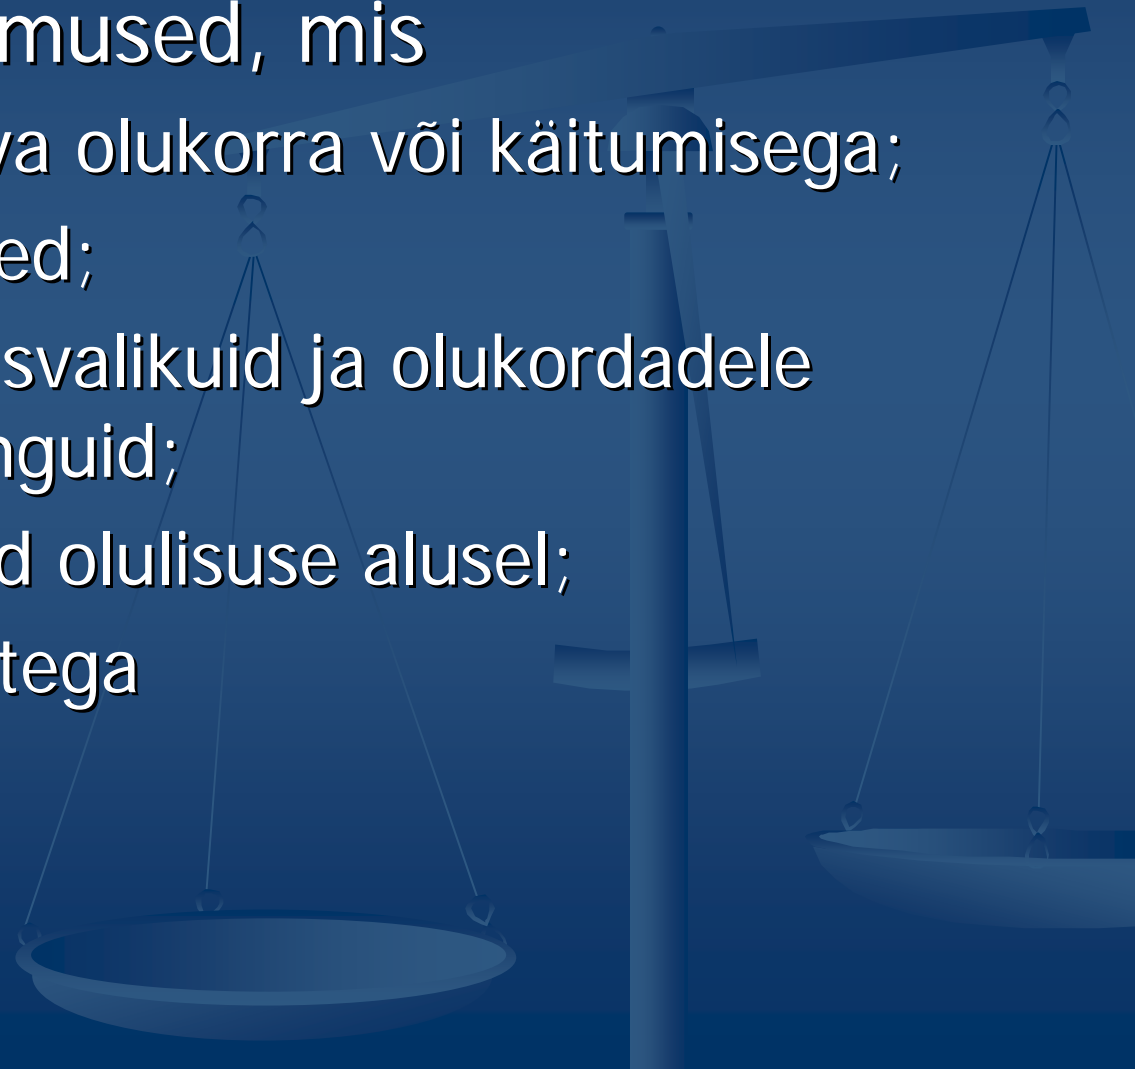 mused, mis
va olukorra või käitumisega;
ed;
svalikuid ja olukordadele
nguid;
d olulisuse alusel;
tega